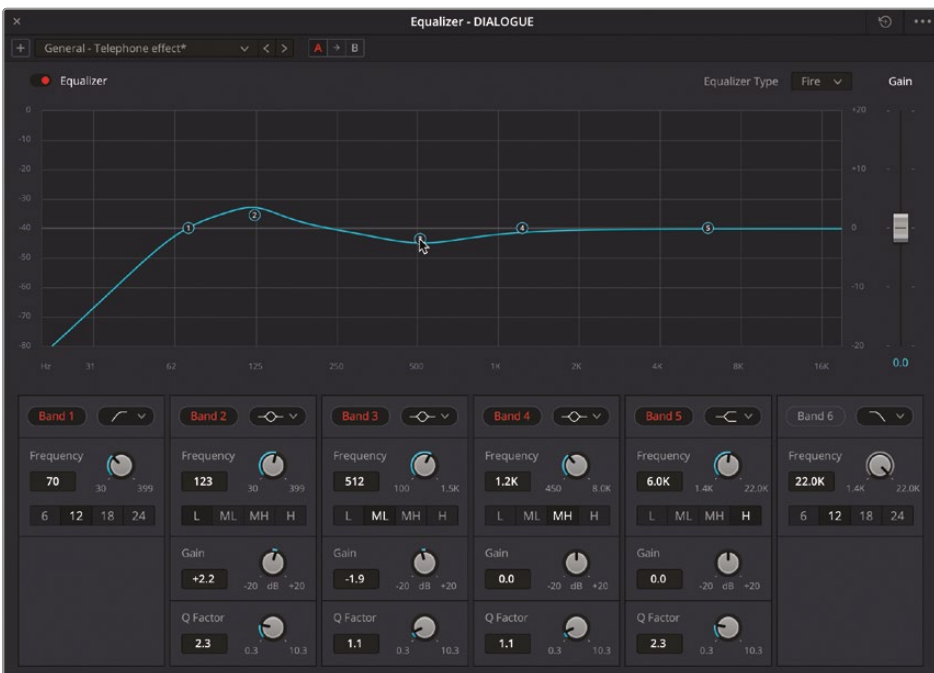 × Equalizer - DIALOGUE •••
+ General - Telephone effect* < > A → B
Equalizer Equalizer Type Fire Gain
0 +20
-10
-20 +10
-30
-40 1 2 4 5 0
-50
-60 -10
-70
-80 -20
Hz 31 62 125 250 500 1K 2K 4K 8K 16K 0.0
Band 1 Band 2 Band 3 Band 4 Band 5 Band 6
Frequency Frequency Frequency Frequency Frequency Frequency
70 30 399 123 30 399 512 100 1.5K 1.2K 450 8.0K 6.0K 1.4K 22.0K 22.0K 1.4K 22.0K
6 12 18 24 L ML MH H L ML MH H L ML MH H L ML MH H 6 12 18 24
Gain Gain Gain Gain
+2.2 -20 dB +20 -1.9 -20 dB +20 0.0 -20 dB +20 0.0 -20 dB +20
Q Factor Q Factor Q Factor Q Factor
2.3 0.3 10.3 1.1 0.3 10.3 1.1 0.3 10.3 2.3 0.3 10.3